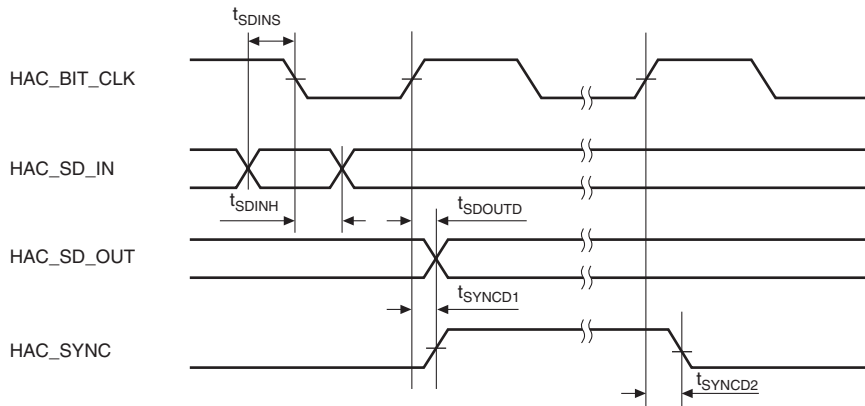 tSDINS
HAC_BIT_CLK
HAC_SD_IN
tSDINH
tSDOUTD
HAC_SD_OUT
tSYNCD1
HAC_SYNC
tSYNCD2